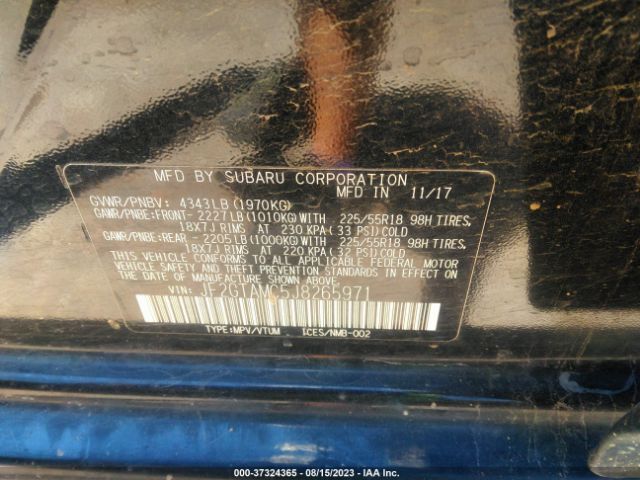 MFD BY SUBARU CORPORATION
MFD IN 11/17
GVWR/PNBV: 4343LB(1970KG)
GAWR/PNBE:FRONT- 2227LB(1010KG)WITH 225/55R18 98H TIRES,
18X7J RIMS AT 230 KPA(33 PSI)COLD
GAWR/PNBE:REAR - 2205LB(1000KG)WITH 225/55R18 98H TIRES,
18X7J RIMS AT 220 KPA(32 PSI)COLD
THIS VEHICLE CONFORMS TO ALL APPLICABLE FEDERAL MOTOR
VEHICLE SAFETY AND THEFT PREVENTION STANDARDS IN EFFECT ON
THE DATE OF MANUFACTURE SHOWN ABOVE.
VIN: JF2GTAMC5J8265971
TYPE:MPV/VTUM ICES/NMB-002
000-37324365 - 08/15/2023 - IAA Inc.